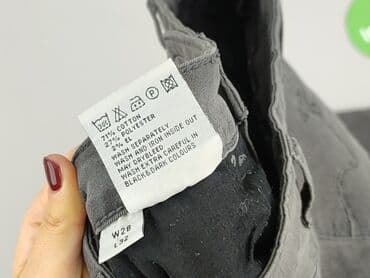 71% COTTON
27% POLYESTER
2% EL
WASH SEPARATELY
WASH AND IRON INSIDE OUT
MAY DYBLEED
WASH EXTRA CAREFUL IN
BLACK&DARK COLOURS
W28
L32